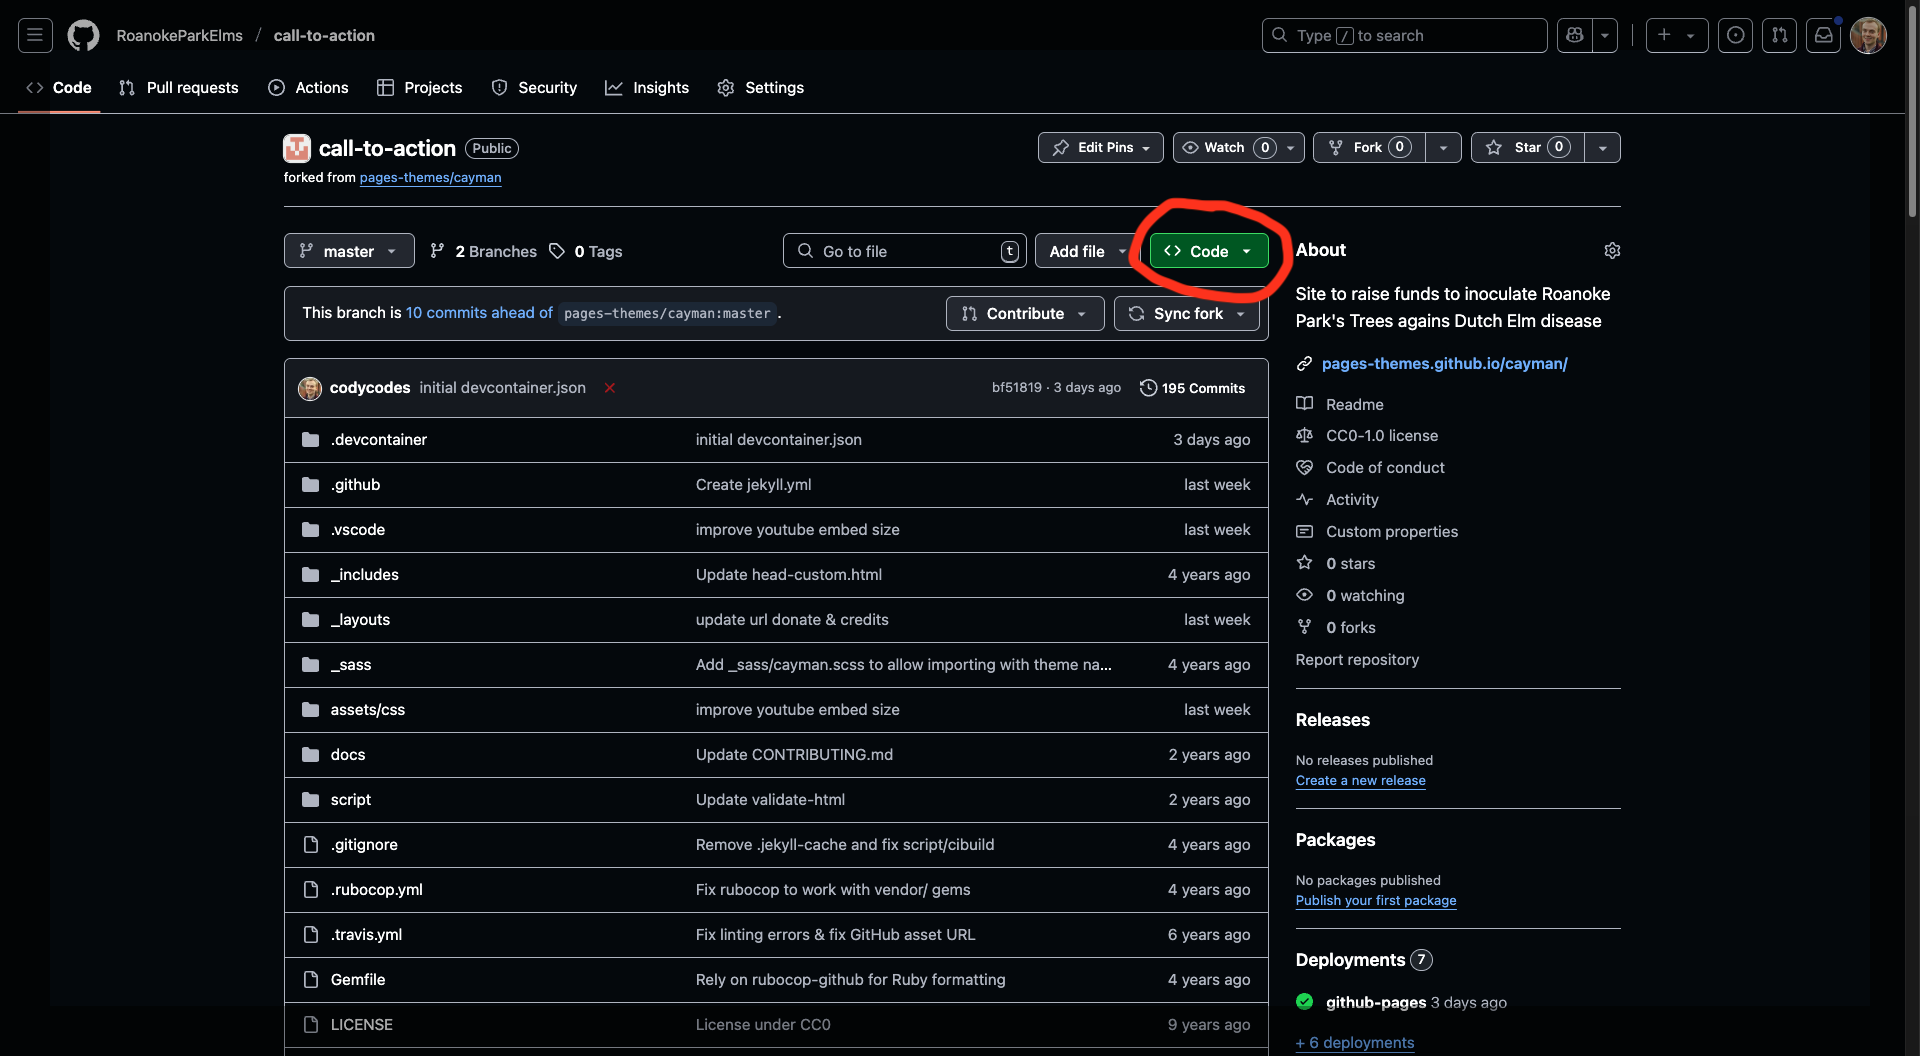 RoanokeParkElms / call-to-action
Type / to search
Code Pull requests Actions Projects Security Insights Settings
call-to-action Public
Edit Pins Watch 0 Fork 0 Star 0
forked from pages-themes/cayman
master 2 Branches 0 Tags Go to file t Add file Code
This branch is 10 commits ahead of pages-themes/cayman:master .
Contribute Sync fork
codycodes initial devcontainer.json bf51819 · 3 days ago 195 Commits
.devcontainer initial devcontainer.json 3 days ago
.github Create jekyll.yml last week
.vscode improve youtube embed size last week
_includes Update head-custom.html 4 years ago
_layouts update url donate & credits last week
_sass Add _sass/cayman.scss to allow importing with theme na... 4 years ago
assets/css improve youtube embed size last week
docs Update CONTRIBUTING.md 2 years ago
script Update validate-html 2 years ago
.gitignore Remove .jekyll-cache and fix script/cibuild 4 years ago
.rubocop.yml Fix rubocop to work with vendor/ gems 4 years ago
.travis.yml Fix linting errors & fix GitHub asset URL 6 years ago
Gemfile Rely on rubocop-github for Ruby formatting 4 years ago
LICENSE License under CC0 9 years ago
About
Site to raise funds to inoculate Roanoke
Park's Trees agains Dutch Elm disease
pages-themes.github.io/cayman/
Readme
CC0-1.0 license
Code of conduct
Activity
Custom properties
0 stars
0 watching
0 forks
Report repository
Releases
No releases published
Create a new release
Packages
No packages published
Publish your first package
Deployments 7
github-pages 3 days ago
+ 6 deployments